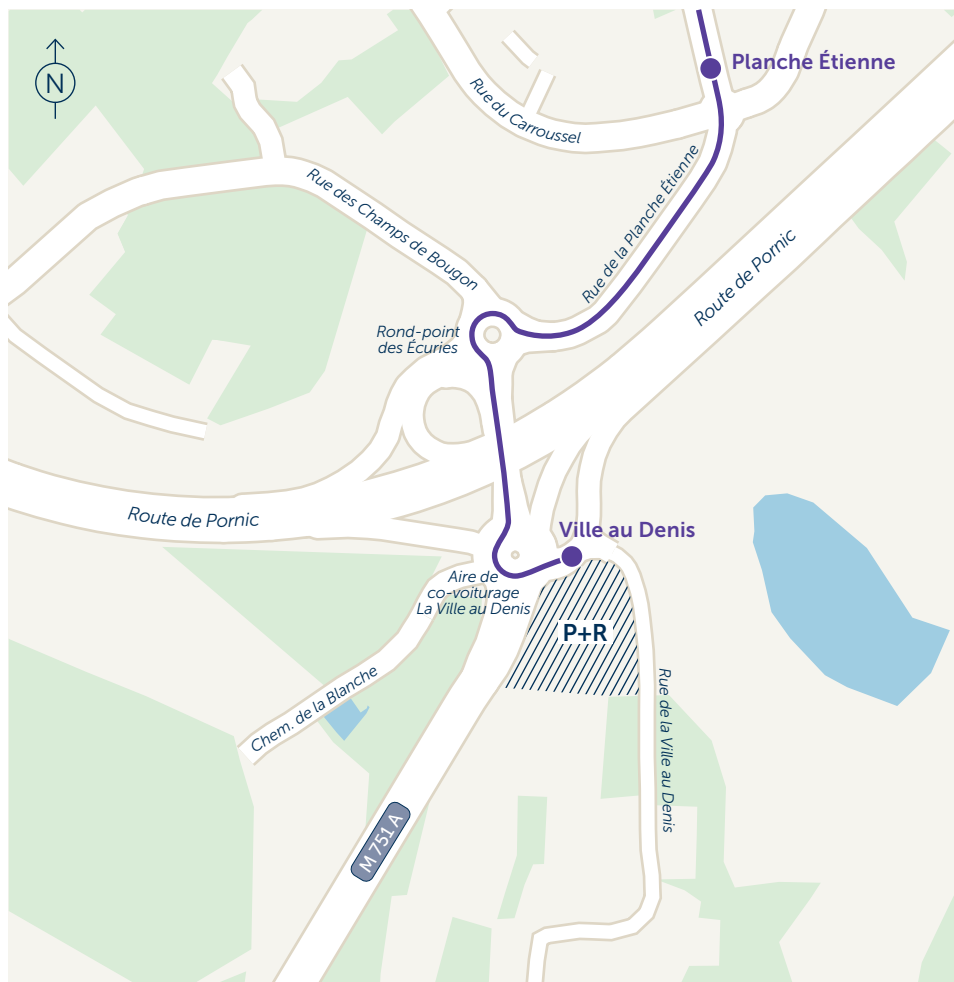 N
Planche Étienne
Rue du Carroussel
Rue de la Planche Étienne
Rue des Champs de Bougon
Route de Pornic
Rond-point
des Écuries
Route de Pornic
Ville au Denis
Aire de
co-voiturage
La Ville au Denis
P+R
Chem. de la Blanche
Rue de la Ville au Denis
M 751 A